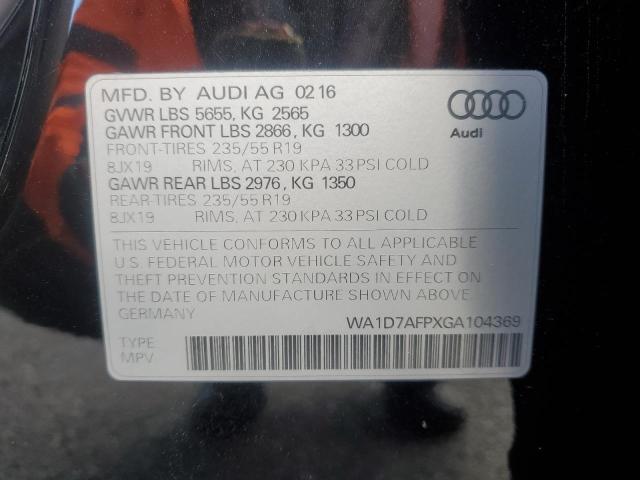 MFD. BY AUDI AG 02 16
GVWR LBS 5655, KG 2565
GAWR FRONT LBS 2866, KG 1300
FRONT-TIRES 235/55 R19
8JX19 RIMS, AT 230 KPA 33 PSI COLD
GAWR REAR LBS 2976, KG 1350
REAR-TIRES 235/55 R19
8JX19 RIMS, AT 230 KPA 33 PSI COLD
Audi
THIS VEHICLE CONFORMS TO ALL APPLICABLE
U.S. FEDERAL MOTOR VEHICLE SAFETY AND
THEFT PREVENTION STANDARDS IN EFFECT ON
THE DATE OF MANUFACTURE SHOWN ABOVE.
GERMANY
WA1D7AFPXGA104369
TYPE
MPV